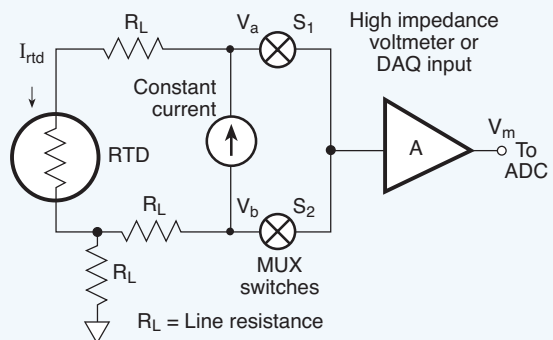 I_rtd
R_L
V_a
S_1
High impedance
voltmeter or
DAQ input
Constant
current
RTD
A
V_m
To
ADC
R_L
V_b
S_2
MUX
switches
R_L
R_L = Line resistance